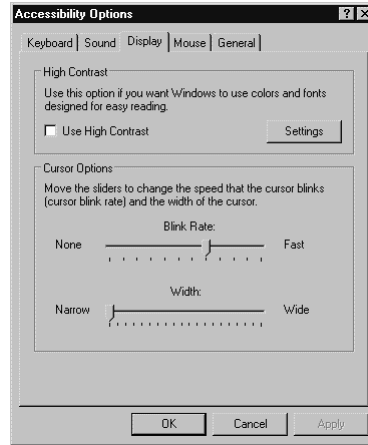 Accessibility Options
Keyboard Sound Display Mouse General
High Contrast
Use this option if you want Windows to use colors and fonts
designed for easy reading.
Use High Contrast Settings
Cursor Options
Move the sliders to change the speed that the cursor blinks
(cursor blink rate) and the width of the cursor.
Blink Rate:
None Fast
Width:
Narrow Wide
OK Cancel Apply